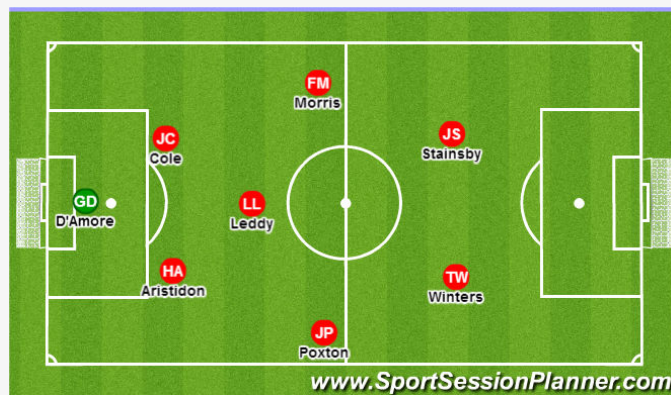 FM
Morris
JC
Cole
JS
Stainsby
GD
D'Amore
LL
Leddy
HA
Aristidon
TW
Winters
JP
Poxton
www.SportSessionPlanner.com